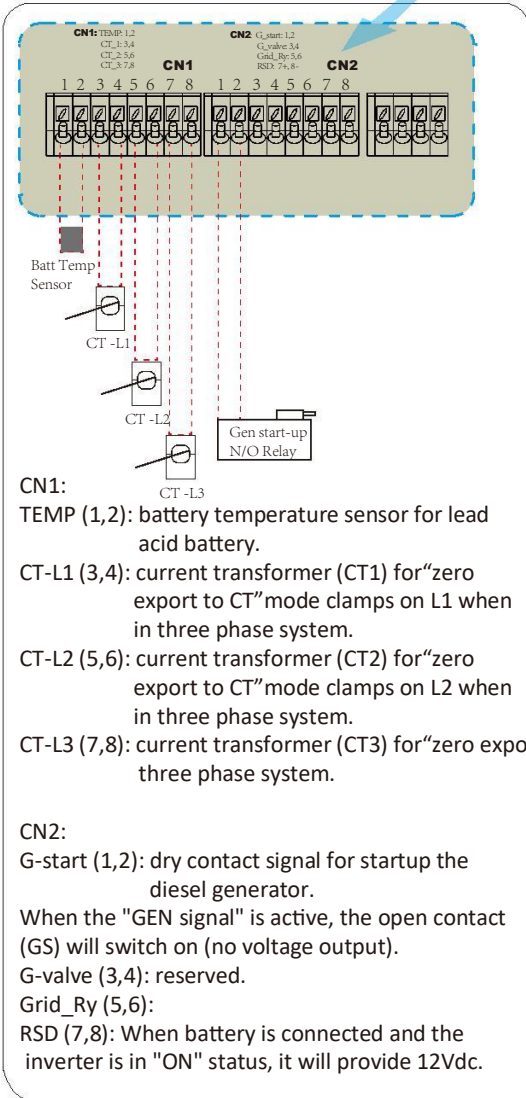 CN1: TEMP: 1,2
CT_1: 3,4
CT_2: 5,6
CT_3: 7,8
CN2 G_start: 1,2
G_valve: 3,4
Grid_Ry: 5,6
RSD: 7+, 8-
CN1
CN2
1 2 3 4 5 6 7 8
1 2 3 4 5 6 7 8
Batt Temp
Sensor
CT -L1
CT -L2
CT -L3
Gen start-up
N/O Relay
CN1:
TEMP (1,2): battery temperature sensor for lead
acid battery.
CT-L1 (3,4): current transformer (CT1) for“zero
export to CT”mode clamps on L1 when
in three phase system.
CT-L2 (5,6): current transformer (CT2) for“zero
export to CT”mode clamps on L2 when
in three phase system.
CT-L3 (7,8): current transformer (CT3) for“zero expo
three phase system.
CN2:
G-start (1,2): dry contact signal for startup the
diesel generator.
When the "GEN signal" is active, the open contact
(GS) will switch on (no voltage output).
G-valve (3,4): reserved.
Grid_Ry (5,6):
RSD (7,8): When battery is connected and the
inverter is in "ON" status, it will provide 12Vdc.